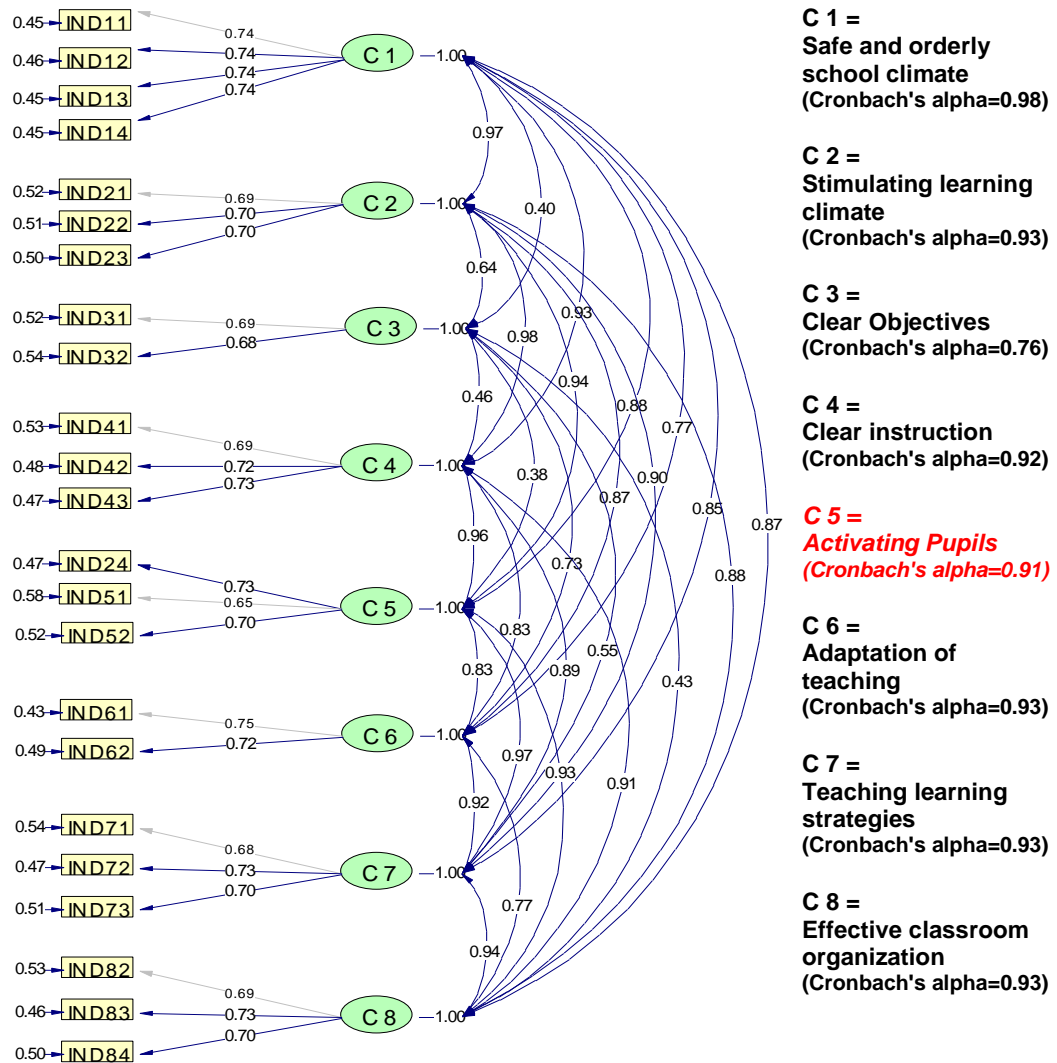 0.45 IND11
0.74
0.46 IND12
0.74
C 1
1.00
0.45 IND13
0.74
0.45 IND14
0.74
0.97
0.52 IND21
0.69
0.51 IND22
0.70
C 2
1.00
0.50 IND23
0.70
0.40
0.64
0.93
0.98
0.52 IND31
0.69
C 3
1.00
0.54 IND32
0.68
0.94
0.46
0.88
0.77
0.53 IND41
0.69
0.48 IND42
0.72
C 4
1.00
0.47 IND43
0.73
0.38
0.90
0.87
0.85
0.87
0.96
0.73
0.88
0.47 IND24
0.73
0.58 IND51
0.65
C 5
1.00
0.52 IND52
0.70
0.83
0.55
0.83
0.89
0.43
0.43 IND61
0.75
0.49 IND62
0.72
C 6
1.00
0.97
0.93
0.91
0.92
0.54 IND71
0.68
0.47 IND72
0.73
C 7
1.00
0.51 IND73
0.70
0.77
0.94
0.53 IND82
0.69
0.46 IND83
0.73
C 8
1.00
0.50 IND84
0.70
C 1 =
Safe and orderly
school climate
(Cronbach's alpha=0.98)
C 2 =
Stimulating learning
climate
(Cronbach's alpha=0.93)
C 3 =
Clear Objectives
(Cronbach's alpha=0.76)
C 4 =
Clear instruction
(Cronbach's alpha=0.92)
C 5 =
Activating Pupils
(Cronbach's alpha=0.91)
C 6 =
Adaptation of
teaching
(Cronbach's alpha=0.93)
C 7 =
Teaching learning
strategies
(Cronbach's alpha=0.93)
C 8 =
Effective classroom
organization
(Cronbach's alpha=0.93)